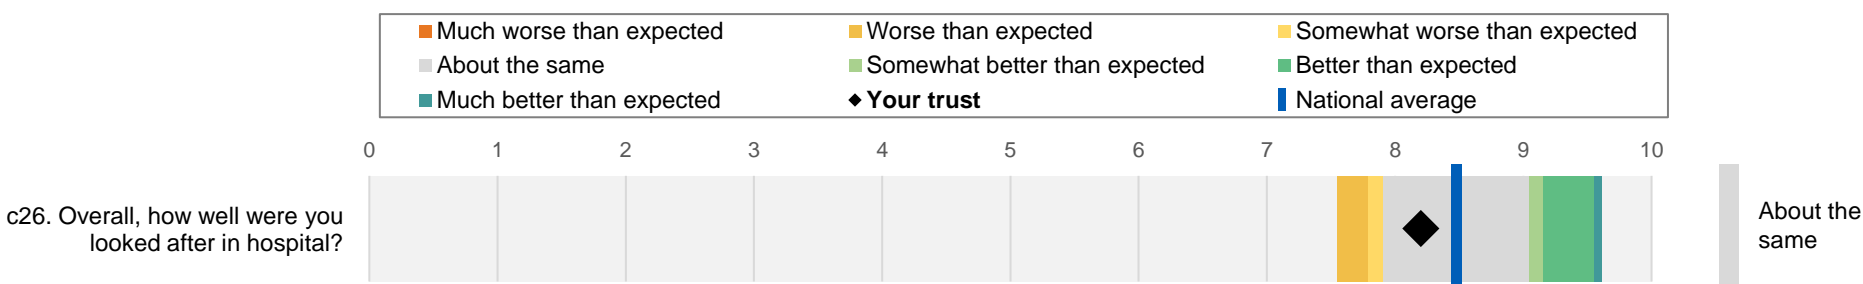 Much worse than expected
Worse than expected
Somewhat worse than expected
About the same
Somewhat better than expected
Better than expected
Much better than expected
Your trust
National average
0 1 2 3 4 5 6 7 8 9 10
c26. Overall, how well were you
looked after in hospital?
About the
same